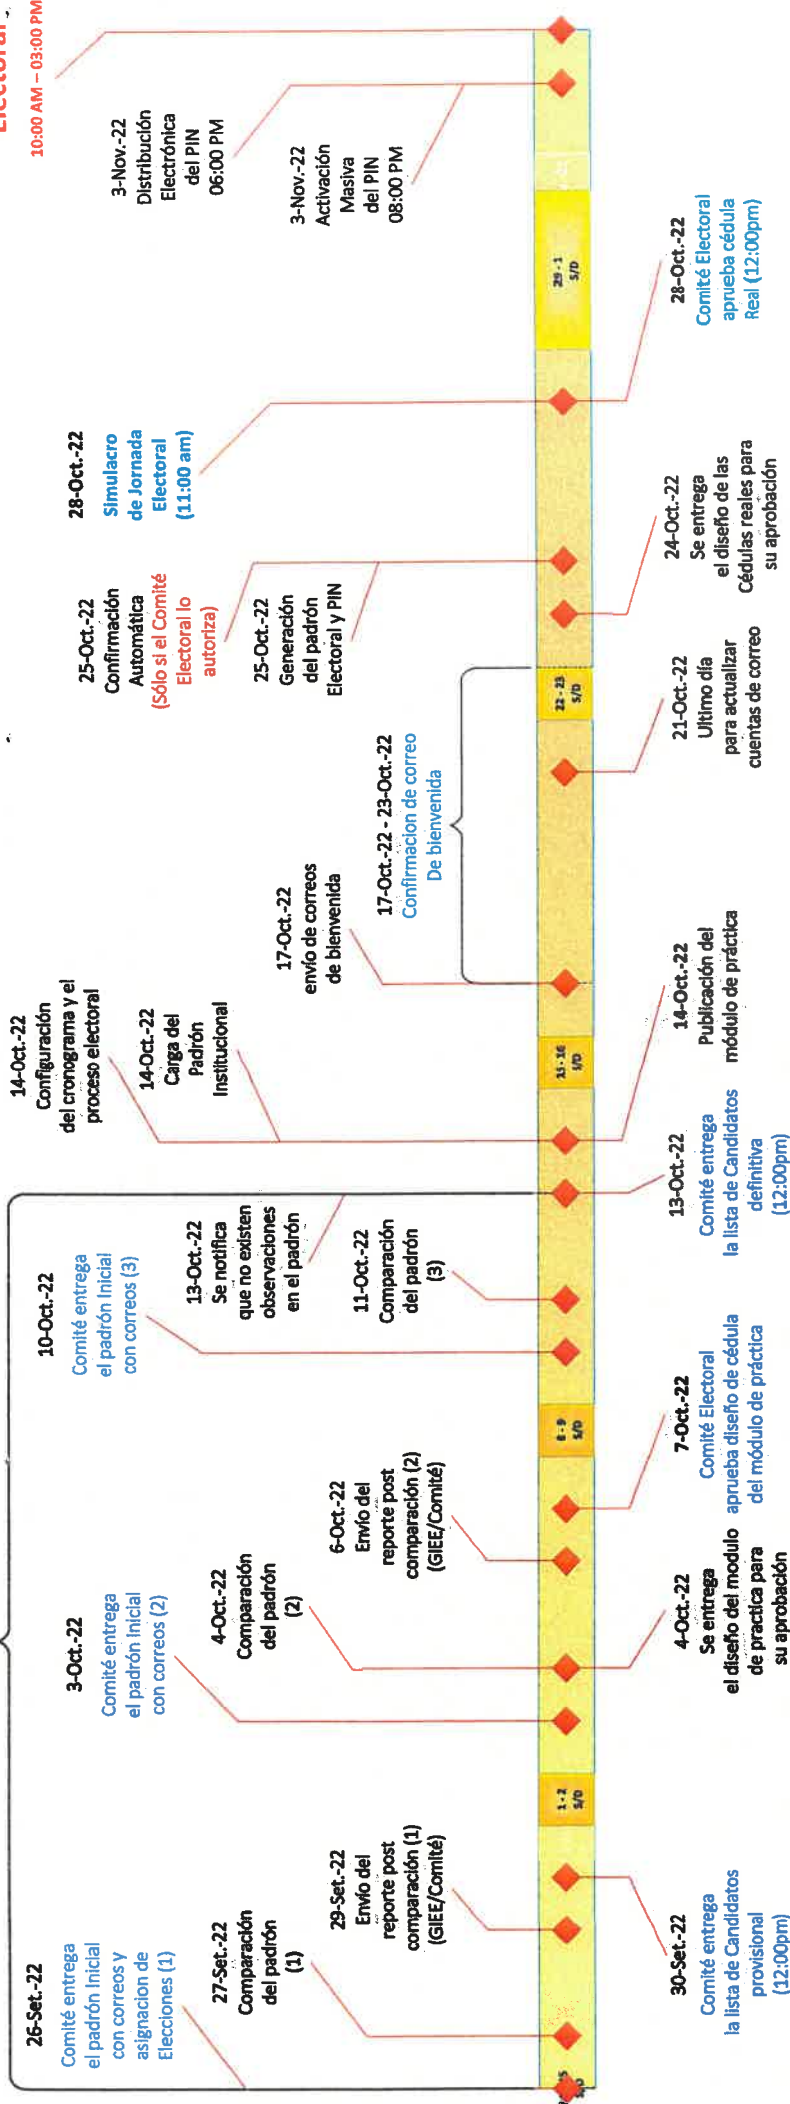 26-Set.-22
Comité entrega
el padrón Inicial
con correos y
asignacion de
Elecciones (1)
27-Set.-22
Comparación
del padrón
(1)
29-Set.-22
Envío del
reporte post
comparación (1)
(GIEE/Comité)
30-Set.-22
Comité entrega
la lista de Candidatos
provisional
(12:00pm)
1 - 2
S/D
3-Oct.-22
Comité entrega
el padrón Inicial
con correos (2)
4-Oct.-22
Comparación
del padrón
(2)
4-Oct.-22
Se entrega
el diseño del modulo
de practica para
su aprobación
6-Oct.-22
Envío del
reporte post
comparación (2)
(GIEE/Comité)
7-Oct.-22
Comité Electoral
aprueba diseño de cédula
del módulo de práctica
8 - 9
S/D
10-Oct.-22
Comité entrega
el padrón Inicial
con correos (3)
11-Oct.-22
Comparación
del padrón
(3)
13-Oct.-22
Se notifica
que no existen
observaciones
en el padrón
13-Oct.-22
Comité entrega
la lista de Candidatos
definitiva
(12:00pm)
14-Oct.-22
Configuración
del cronograma y el
proceso electoral
14-Oct.-22
Carga del
Padrón
Institucional
14-Oct.-22
Publicación del
módulo de práctica
15 - 16
S/D
17-Oct.-22
envío de correos
de bienvenida
17-Oct.-22 - 23-Oct.-22
Confirmacion de correo
De bienvenida
21-Oct.-22
Ultimo día
para actualizar
cuentas de correo
22 - 23
S/D
24-Oct.-22
Se entrega
el diseño de las
Cédulas reales para
su aprobación
25-Oct.-22
Confirmación
Automática
(Sólo si el Comité
Electoral lo
autoriza)
25-Oct.-22
Generación
del padrón
Electoral y PIN
28-Oct.-22
Simulacro
de Jornada
Electoral
(11:00 am)
28-Oct.-22
Comité Electoral
aprueba cédula
Real (12:00pm)
29 - 1
S/D
3-Nov.-22
Distribución
Electrónica
del PIN
06:00 PM
3-Nov.-22
Activación
Masiva
del PIN
08:00 PM
Electoral
10:00 AM – 03:00 PM